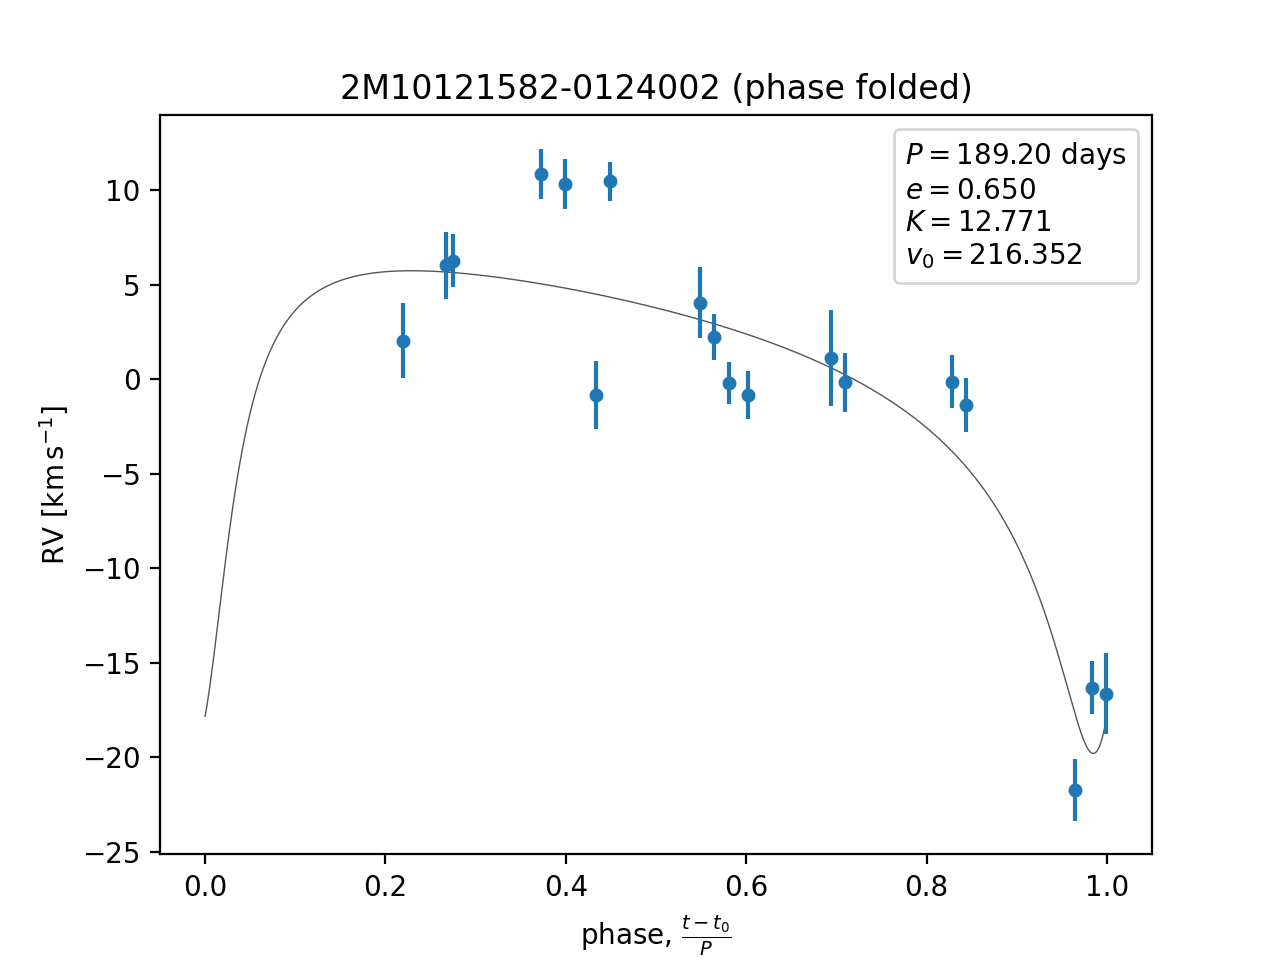 2M10121582-0124002 (phase folded)
P = 189.20 days
e = 0.650
K = 12.771
v₀ = 216.352
RV [km s⁻¹]
10
5
0
−5
−10
−15
−20
−25
0.0 0.2 0.4 0.6 0.8 1.0
phase, (t − t₀)/P